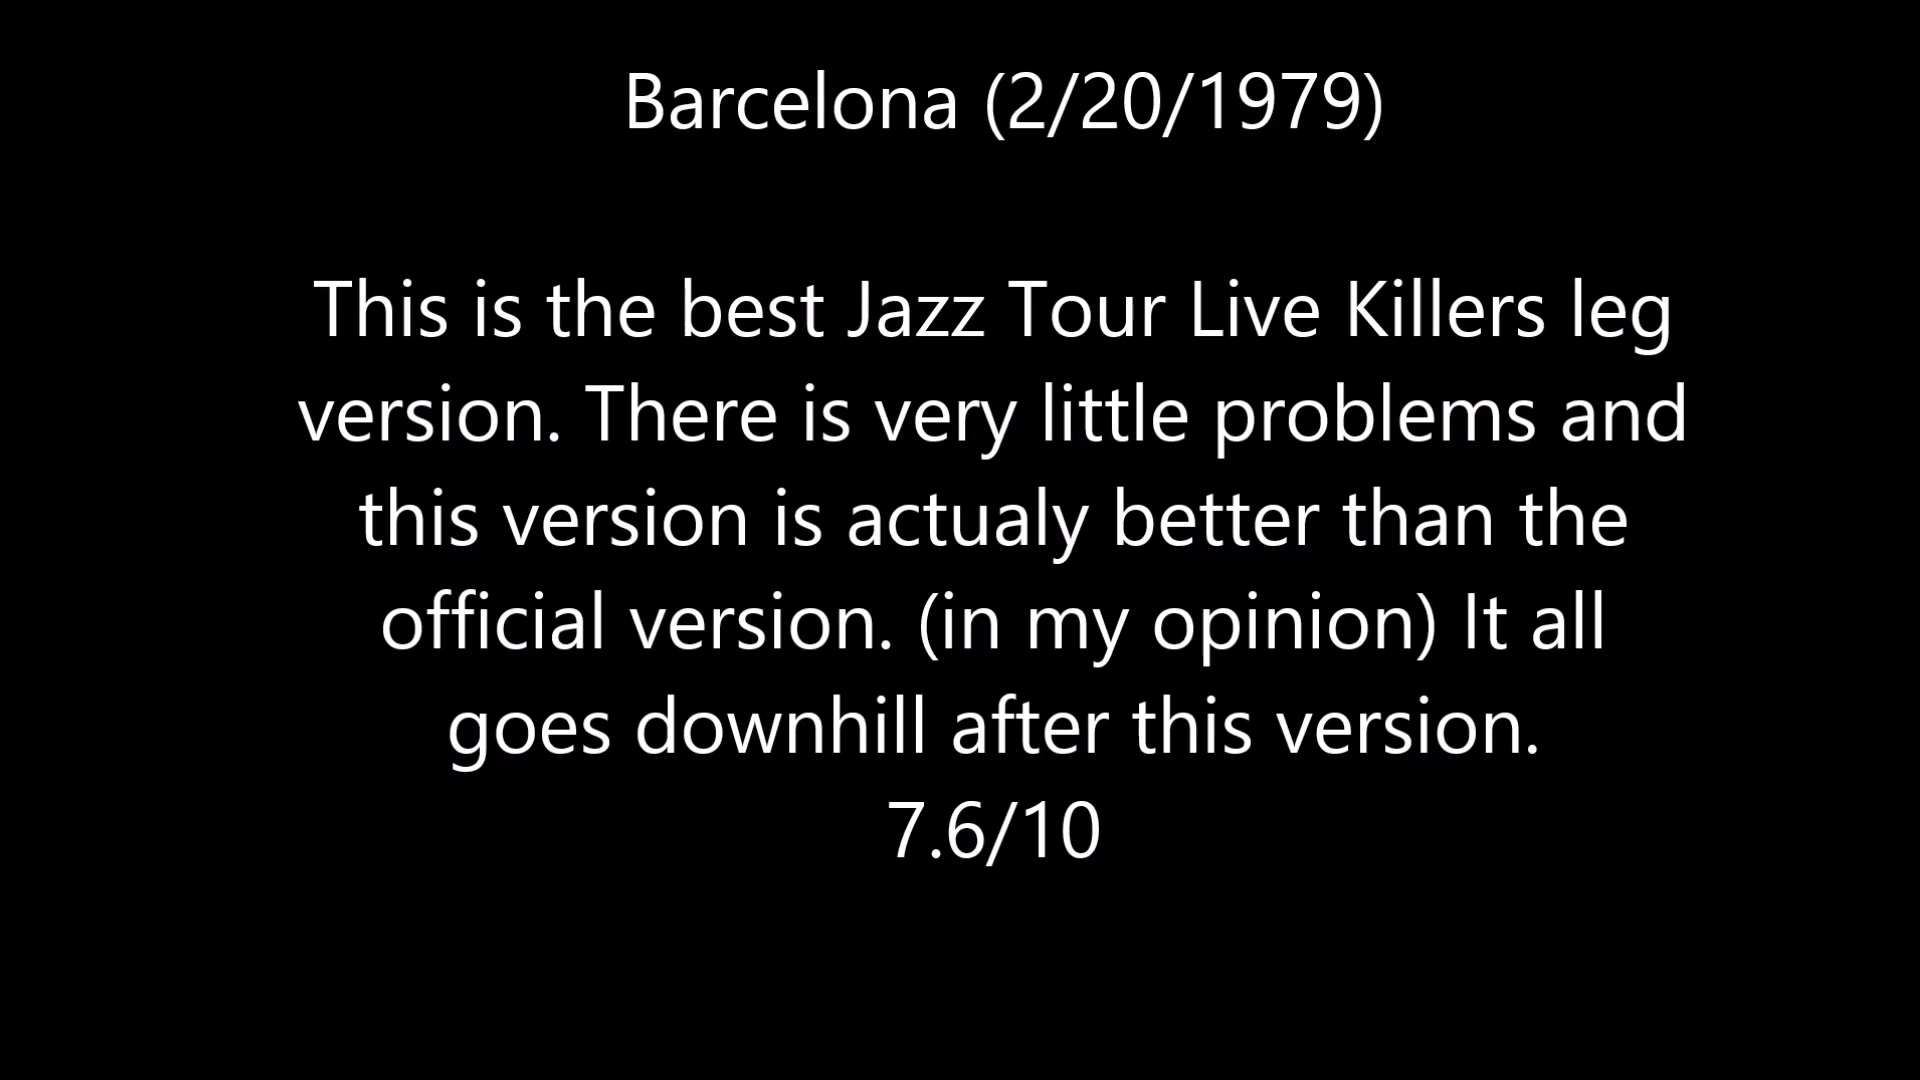 Barcelona (2/20/1979)
This is the best Jazz Tour Live Killers leg
version. There is very little problems and
this version is actualy better than the
official version. (in my opinion) It all
goes downhill after this version.
7.6/10